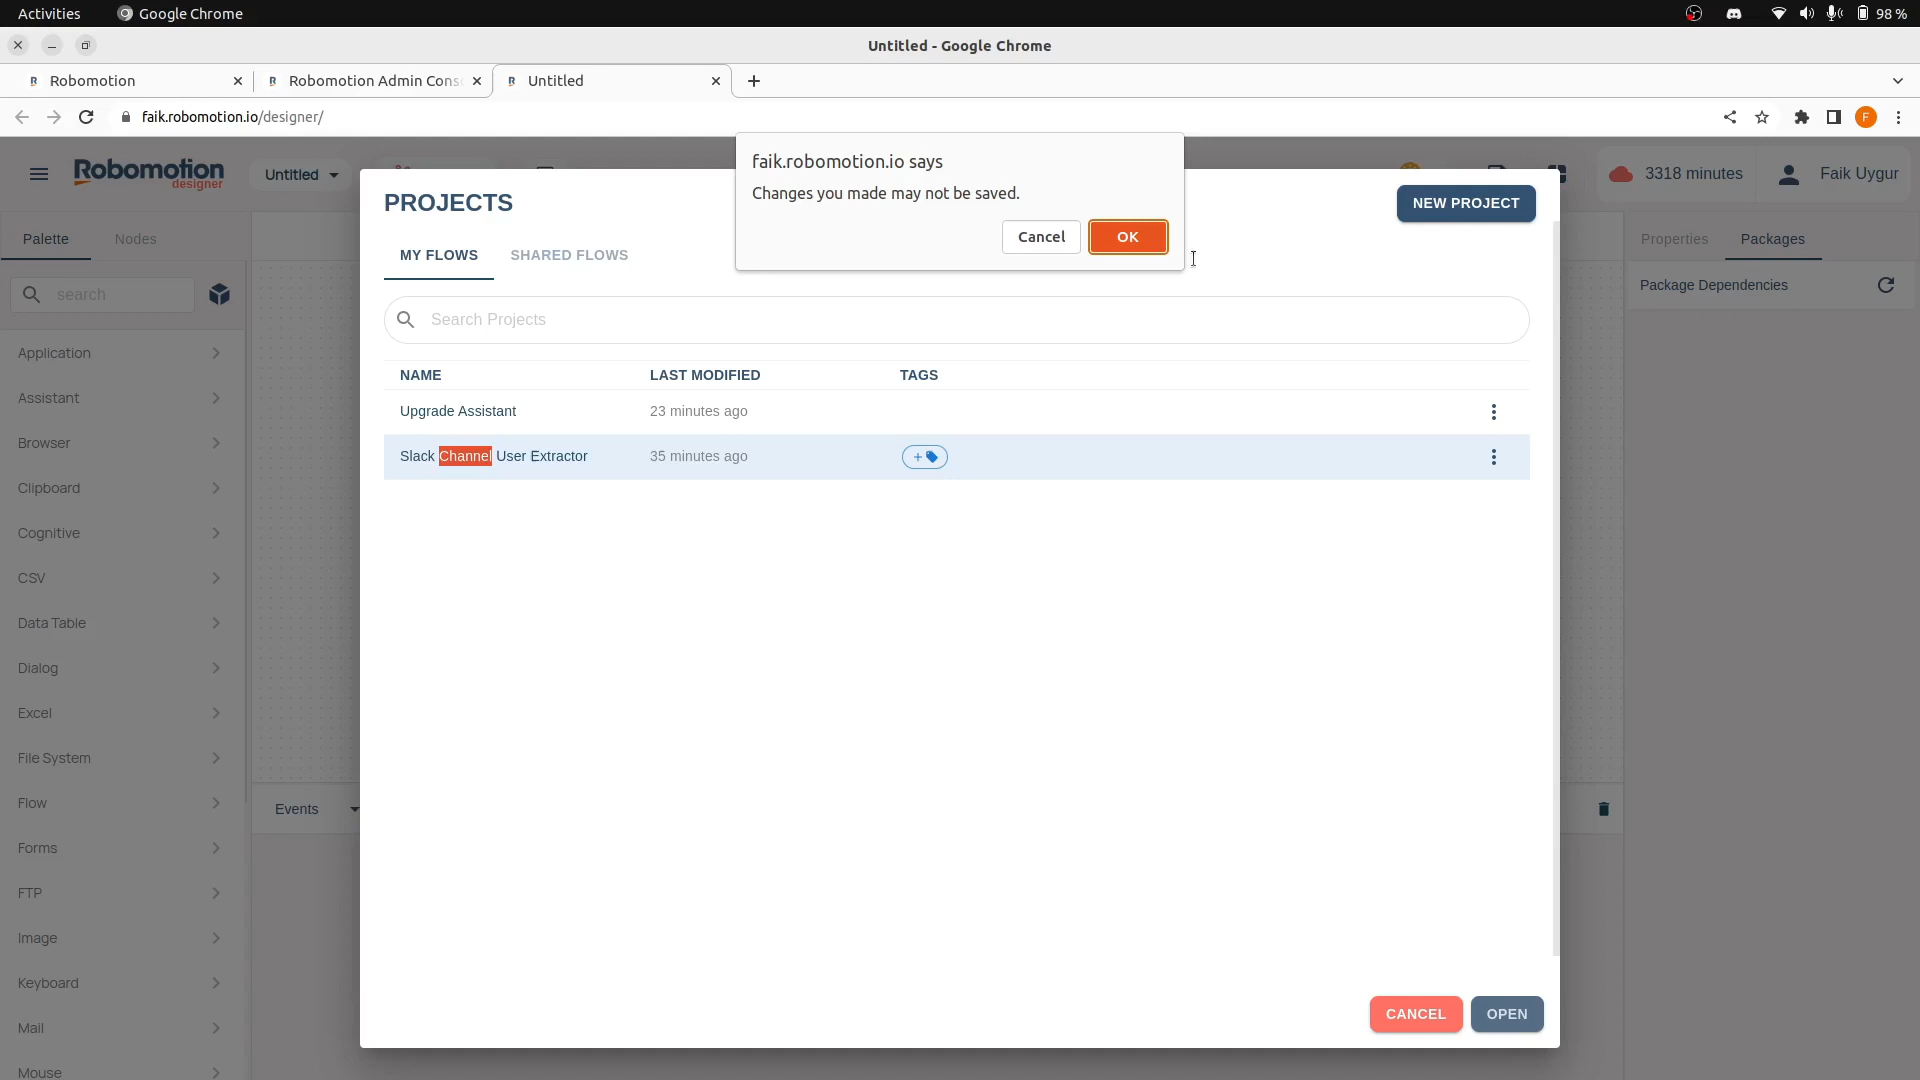 Activities
Google Chrome
98 %
Untitled - Google Chrome
Robomotion
Robomotion Admin Cons
Untitled
faik.robomotion.io/designer/
F
Robomotion
designer
Untitled
3318 minutes
Faik Uygur
faik.robomotion.io says
Changes you made may not be saved.
Cancel
OK
PROJECTS
NEW PROJECT
MY FLOWS
SHARED FLOWS
Search Projects
NAME LAST MODIFIED TAGS
Upgrade Assistant 23 minutes ago
Slack Channel User Extractor 35 minutes ago +
CANCEL
OPEN
Palette
Nodes
search
Application
Assistant
Browser
Clipboard
Cognitive
CSV
Data Table
Dialog
Excel
File System
Flow
Forms
FTP
Image
Keyboard
Mail
Mouse
Events
Properties
Packages
Package Dependencies